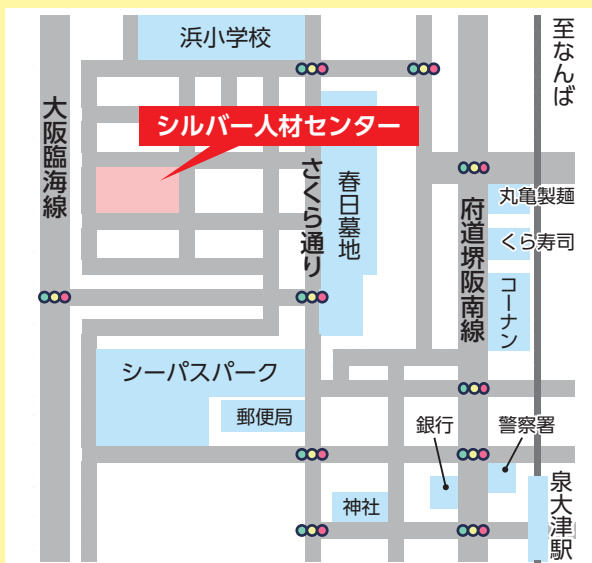 浜小学校
至なんば
大阪臨海線
シルバー人材センター
さくら通り
春日墓地
府道堺阪南線
丸亀製麺
くら寿司
コーナン
シーパスパーク
郵便局
銀行
警察署
神社
泉大津駅